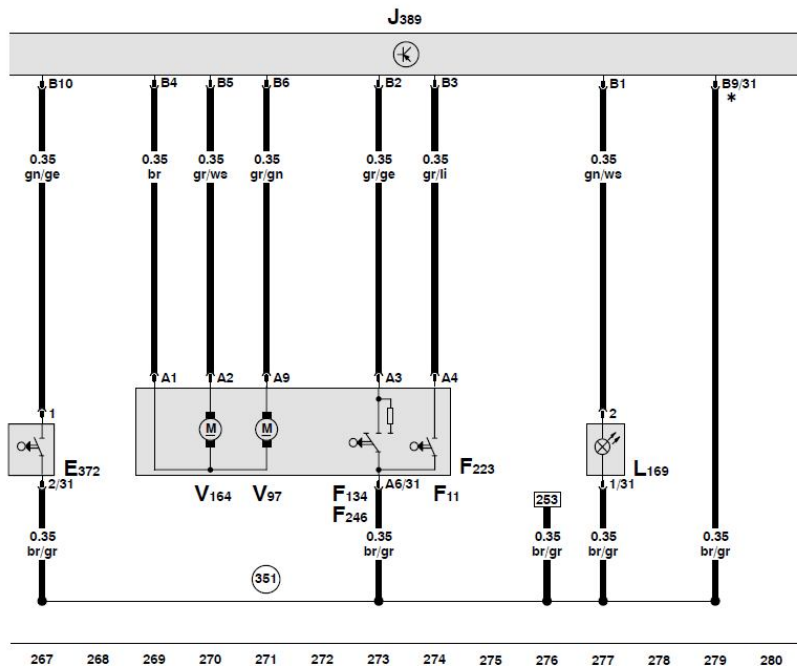 J389
B10 B4 B5 B6 B2 B3 B1 B9/31
*
0.35 0.35 0.35 0.35 0.35 0.35 0.35
gn/ge br gr/ws gr/gn gr/ge gr/li gn/ws
A1 A2 A9 A3 A4
1 2
M M
E372 F223 L169
2/31 A6/31 1/31
V164 V97 F134 F11
F246
253
0.35 0.35 0.35 0.35 0.35
br/gr br/gr br/gr br/gr br/gr
351
267 268 269 270 271 272 273 274 275 276 277 278 279 280